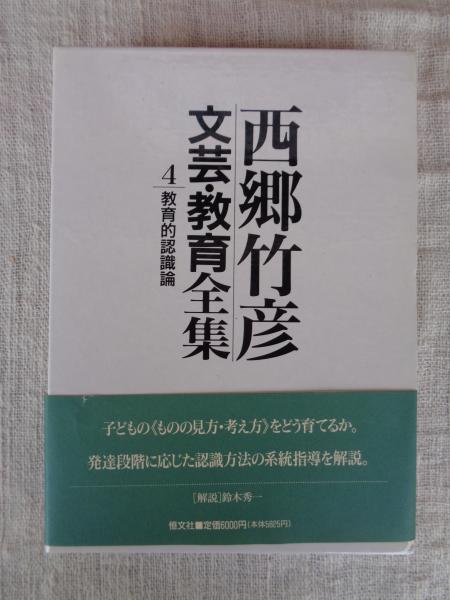 西郷竹彦
文芸・教育全集
4
教育的認識論
子どもの《ものの見方・考え方》をどう育てるか。
発達段階に応じた認識方法の系統指導を解説。
［解説］鈴木秀一
恒文社■定価6000円（本体5825円）